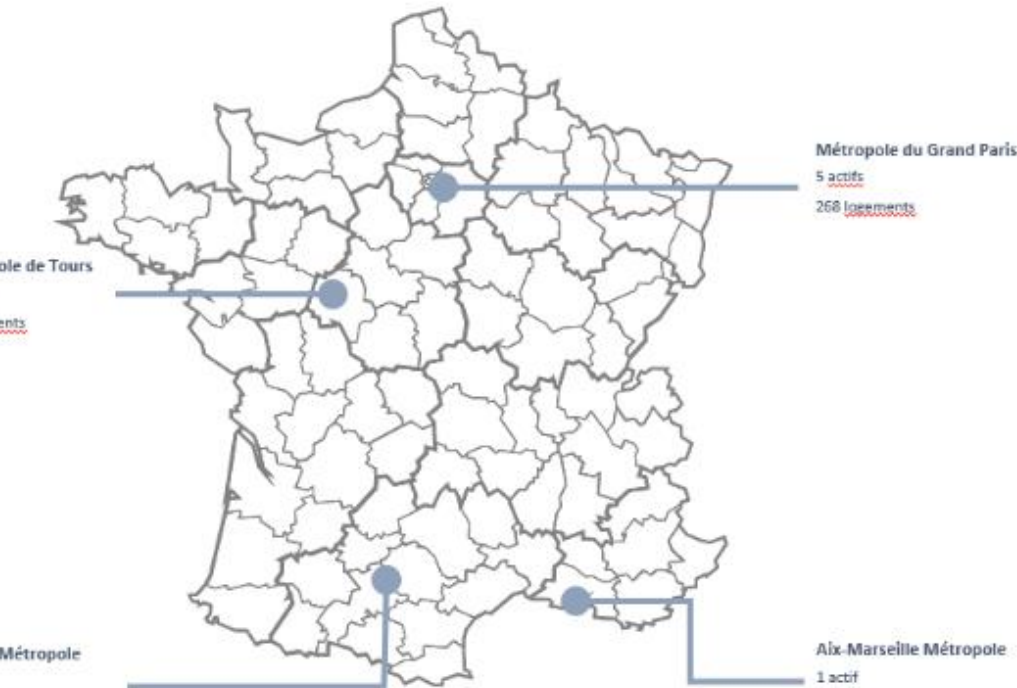 Métropole du Grand Paris
5 actifs
268 logements
ole de Tours
ents
Métropole
Aix-Marseille Métropole
1 actif